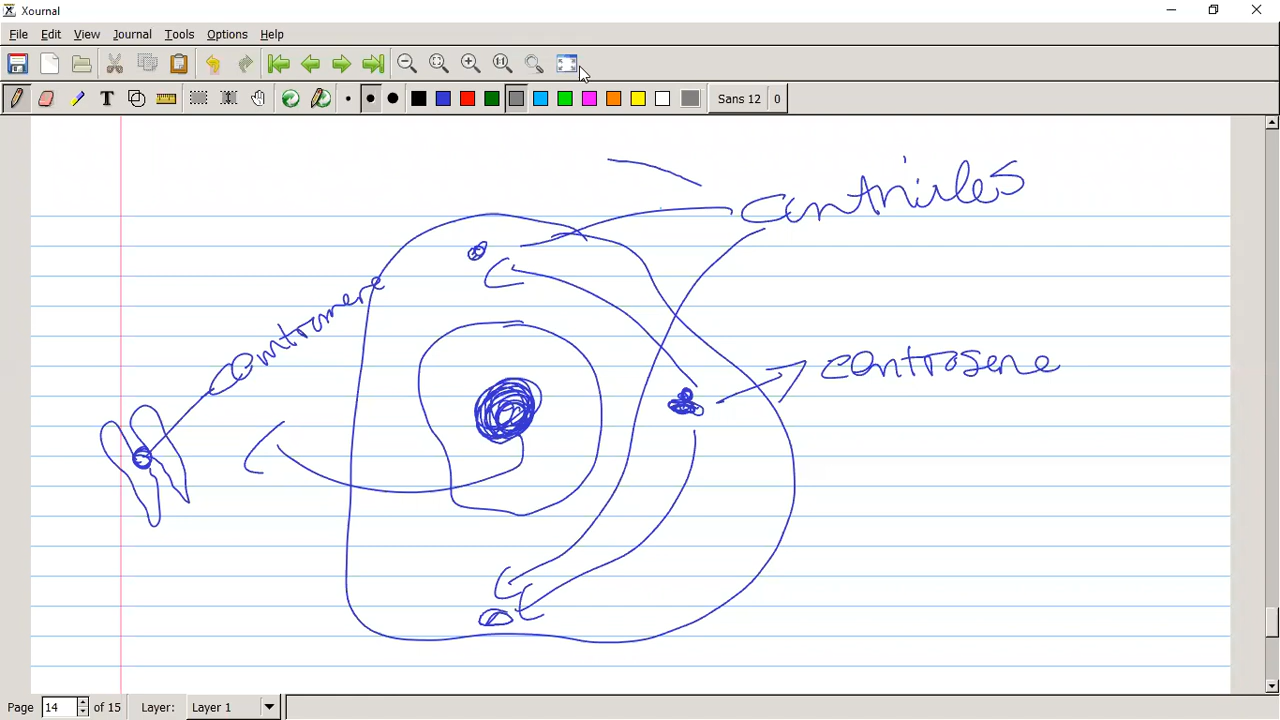 Xournal
File Edit View Journal Tools Options Help
Sans 12 0
centrioles
centromere
centrosene
Page 14 of 15 Layer: Layer 1